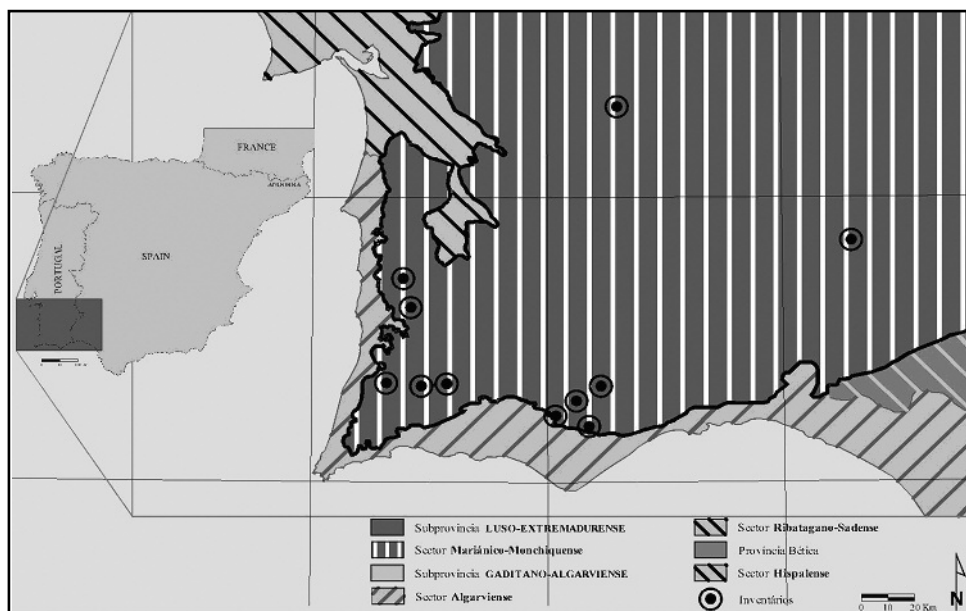 FRANCE
ANDORRA
PORTUGAL
SPAIN
Subprovíncia LUSO-EXTREMADURENSE
Sector Mariánico-Monchiquense
Subprovíncia GADITANO-ALGARVIENSE
Sector Algarviense
Sector Ribatagano-Sadense
Província Bética
Sector Hispalense
Inventários
0 10 20 Km
N